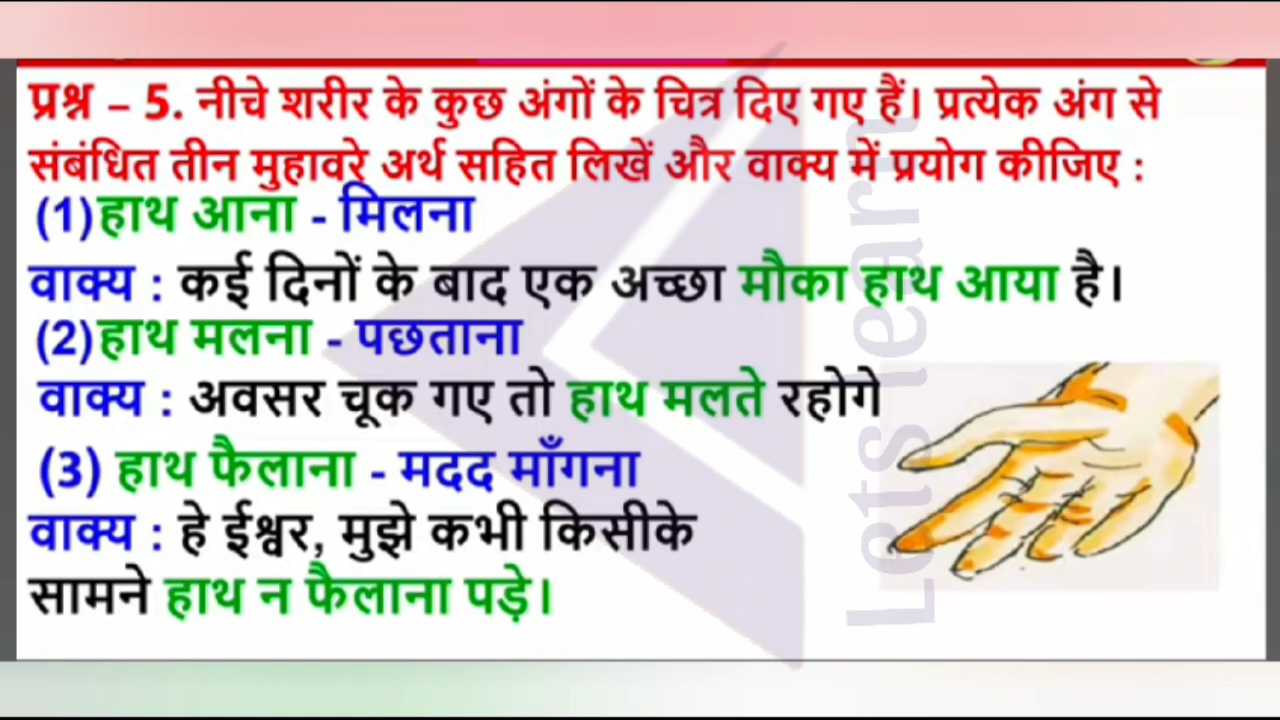 प्रश्न – 5. नीचे शरीर के कुछ अंगों के चित्र दिए गए हैं। प्रत्येक अंग से
संबंधित तीन मुहावरे अर्थ सहित लिखें और वाक्य में प्रयोग कीजिए :
(1) हाथ आना - मिलना
वाक्य : कई दिनों के बाद एक अच्छा मौका हाथ आया है।
(2) हाथ मलना - पछताना
वाक्य : अवसर चूक गए तो हाथ मलते रहोगे
(3) हाथ फैलाना - मदद माँगना
वाक्य : हे ईश्वर, मुझे कभी किसीके
सामने हाथ न फैलाना पड़े।
Letslearn